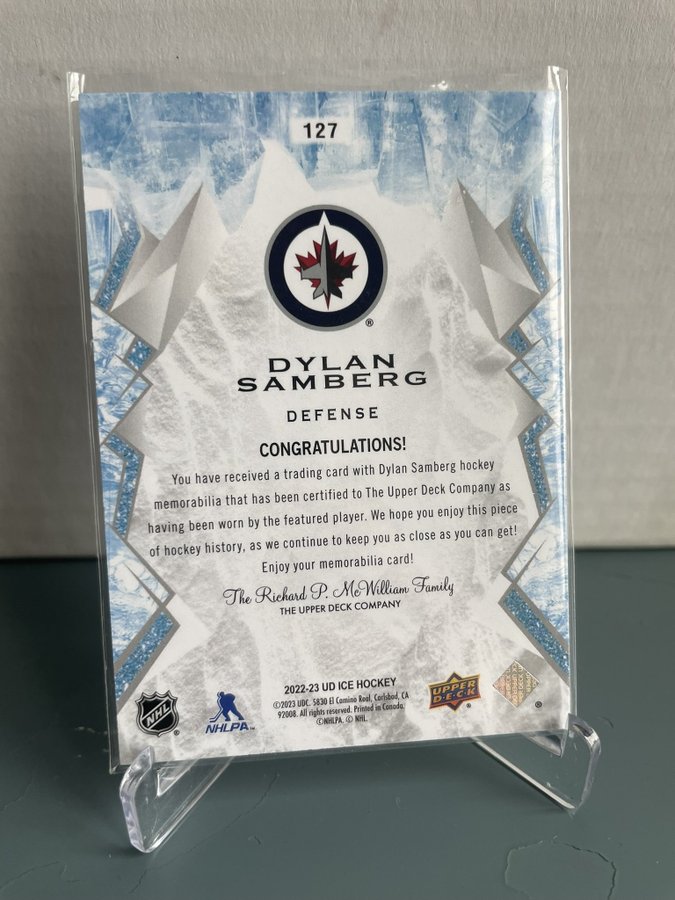 127
®
DYLAN
SAMBERG
DEFENSE
CONGRATULATIONS!
You have received a trading card with Dylan Samberg hockey
memorabilia that has been certified to The Upper Deck Company as
having been worn by the featured player. We hope you enjoy this piece
of hockey history, as we continue to keep you as close as you can get!
Enjoy your memorabilia card!
The Richard P. McWilliam Family
THE UPPER DECK COMPANY
2022-23 UD ICE HOCKEY
©2023 UDC. 5830 El Camino Real, Carlsbad, CA
92008. All rights reserved. Printed in Canada.
©NHLPA. © NHL.
NHL ®
NHLPA™
UPPER
D·E·C·K
®